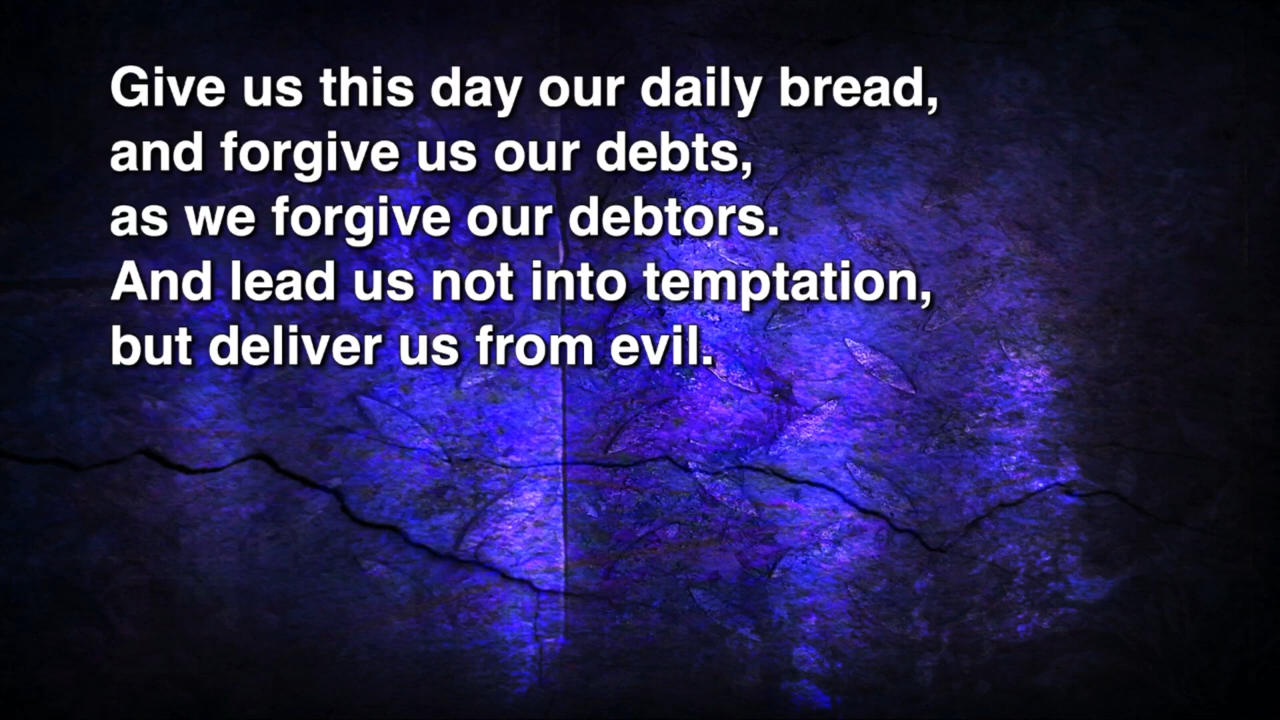 Give us this day our daily bread,
and forgive us our debts,
as we forgive our debtors.
And lead us not into temptation,
but deliver us from evil.